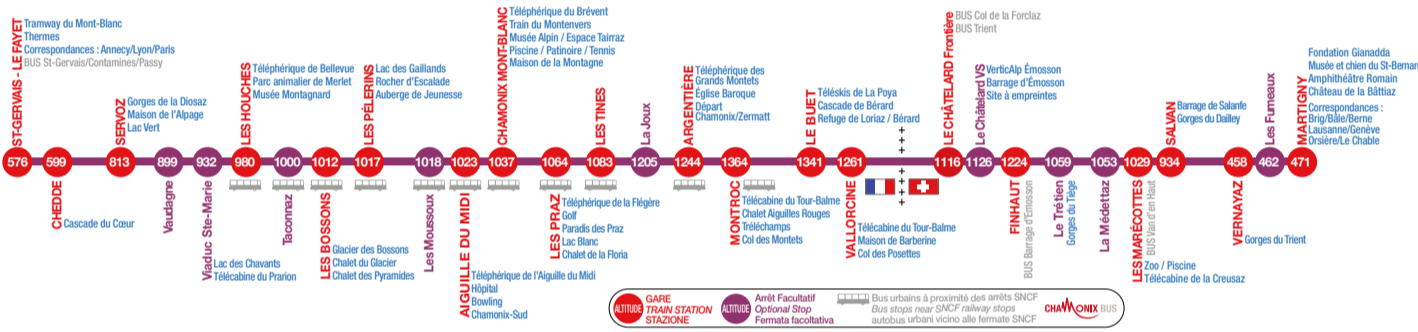 ST-GERVAIS - LE FAYET
Tramway du Mont-Blanc
Thermes
Correspondances : Annecy/Lyon/Paris
BUS St-Gervais/Contamines/Passy
576
CHEDDE
Cascade du Cœur
599
SERVOZ
Gorges de la Diosaz
Maison de l'Alpage
Lac Vert
813
Vaudagne
899
Viaduc Ste-Marie
Lac des Chavants
Télécabine du Prarion
932
LES HOUCHES
Téléphérique de Bellevue
Parc animalier de Merlet
Musée Montagnard
980
Taconnaz
1000
LES BOSSONS
Glacier des Bossons
Chalet du Glacier
Chalet des Pyramides
1012
LES PÉLERINS
Lac des Gaillands
Rocher d'Escalade
Auberge de Jeunesse
1017
Les Moussoux
1018
AIGUILLE DU MIDI
Téléphérique de l'Aiguille du Midi
Hôpital
Bowling
Chamonix-Sud
1023
CHAMONIX MONT-BLANC
Téléphérique du Brévent
Train du Montenvers
Musée Alpin / Espace Tairraz
Piscine / Patinoire / Tennis
Maison de la Montagne
1037
LES PRAZ
Téléphérique de la Flégère
Golf
Paradis des Praz
Lac Blanc
Chalet de la Floria
1064
LES TINES
1083
La Joux
1205
ARGENTIÈRE
Téléphérique des
Grands Montets
Église Baroque
Départ
Chamonix/Zermatt
1244
MONTROC
Télécabine du Tour-Balme
Chalet Aiguilles Rouges
Tréléchamps
Col des Montets
1364
LE BUET
Téléskis de La Poya
Cascade de Bérard
Refuge de Loriaz / Bérard
1341
VALLORCINE
Télécabine du Tour-Balme
Maison de Barberine
Col des Posettes
1261
LE CHÂTELARD Frontière
BUS Col de la Forclaz
BUS Trient
1116
Le Châtelard VS
VerticAlp Émosson
Barrage d'Émosson
Site à empreintes
1126
FINHAUT
BUS Barrage d'Emosson
1224
Le Trétien
Gorges du Tiège
1059
La Médettaz
1053
LES MARÉCOTTES
BUS Van d'en Haut
Zoo / Piscine
Télécabine de la Creusaz
1029
SALVAN
Barrage de Salanfe
Gorges du Dailley
934
VERNAYAZ
Gorges du Trient
458
Les Fumeaux
462
MARTIGNY
Fondation Gianadda
Musée et chien du St-Bernard
Amphithéâtre Romain
Château de la Bâttiaz
Correspondances :
Brig/Bâle/Berne
Lausanne/Genève
Orsière/Le Chable
471
ALTITUDE
GARE
TRAIN STATION
STAZIONE
ALTITUDE
Arrêt Facultatif
Optional Stop
Fermata facoltativa
Bus urbains à proximité des arrêts SNCF
Bus stops near SNCF railway stops
autobus urbani vicino alle fermate SNCF
CHAMONIX BUS